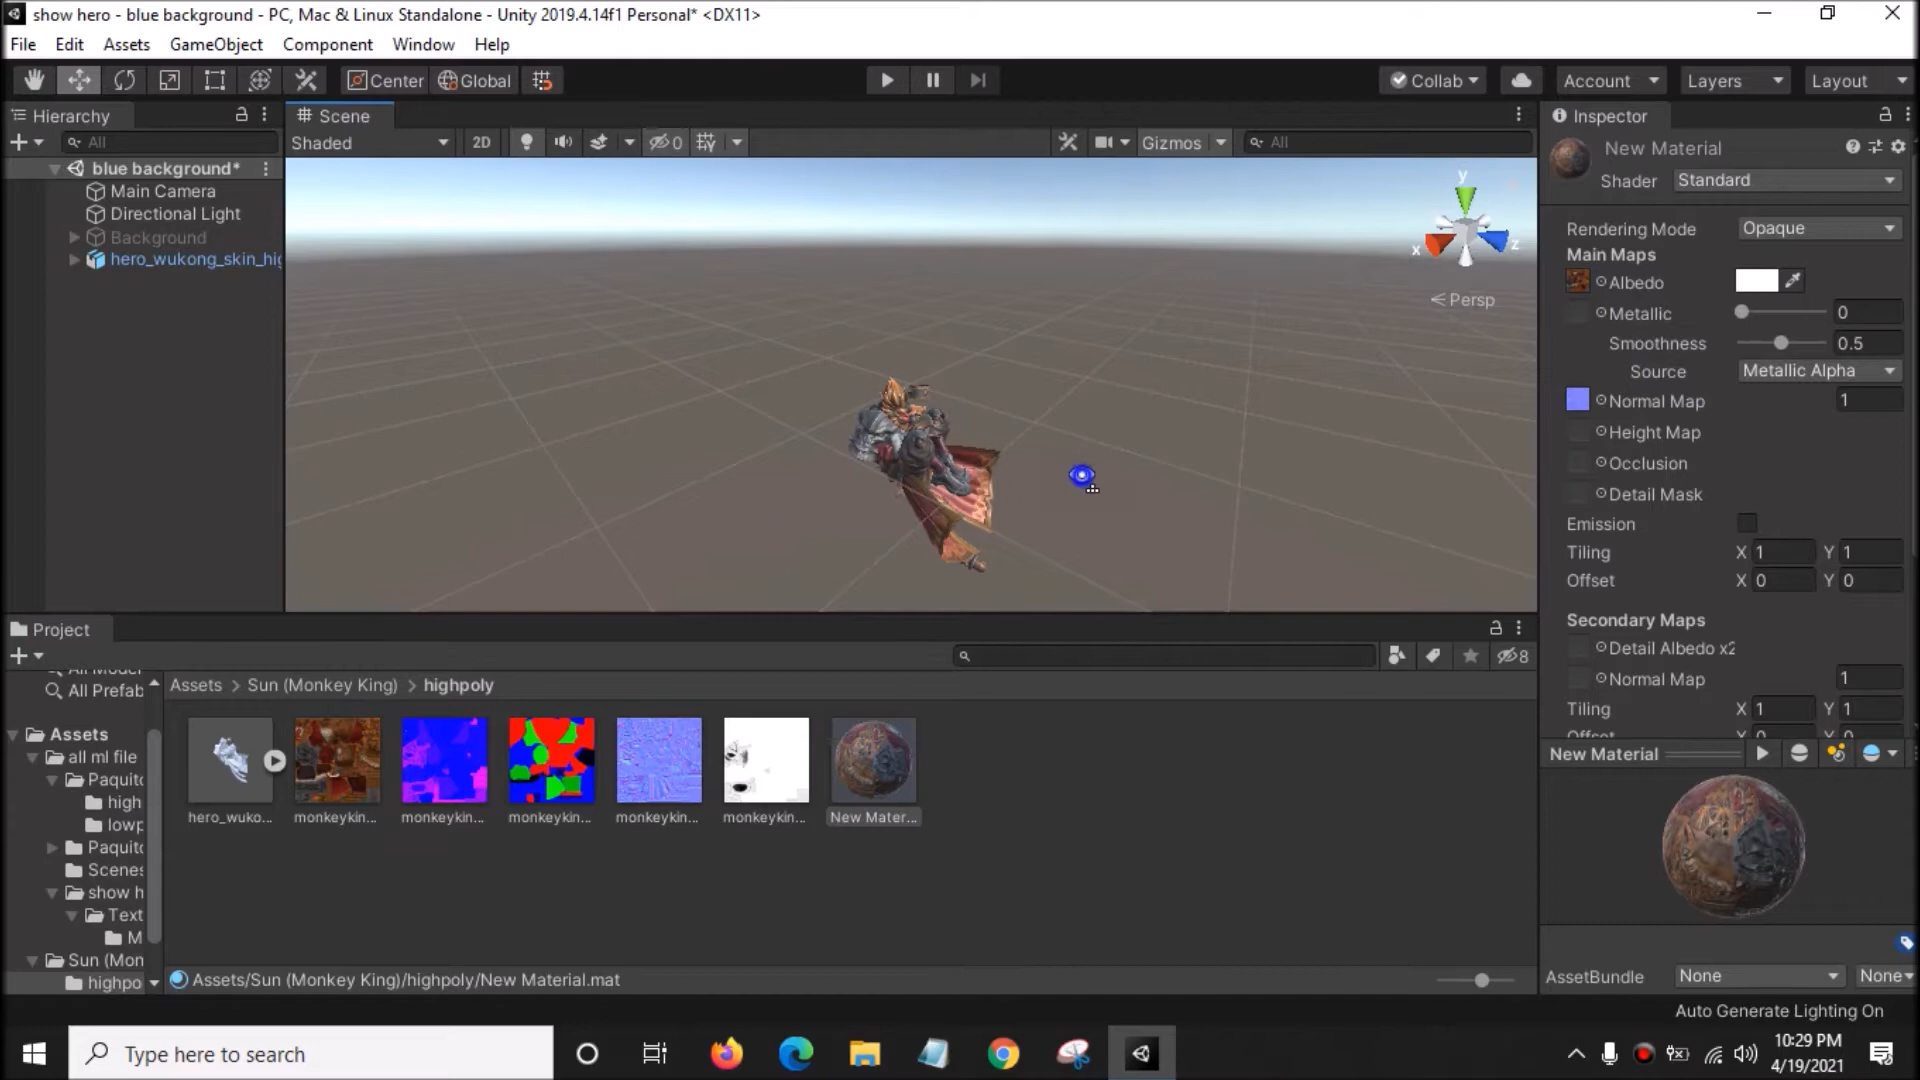 show hero - blue background - PC, Mac & Linux Standalone - Unity 2019.4.14f1 Personal* <DX11>
File Edit Assets GameObject Component Window Help
Center Global Collab Account Layers Layout
Hierarchy
All
blue background*
Main Camera
Directional Light
Background
hero_wukong_skin_hig
Scene
Shaded 2D 0 Gizmos All
y
x z
Persp
Inspector
New Material
Shader Standard
Rendering Mode Opaque
Main Maps
Albedo
Metallic 0
Smoothness 0.5
Source Metallic Alpha
Normal Map 1
Height Map
Occlusion
Detail Mask
Emission
Tiling X 1 Y 1
Offset X 0 Y 0
Secondary Maps
Detail Albedo x2
Normal Map 1
Tiling X 1 Y 1
Offset X 0 Y 0
Project
8
All Model
All Prefab
Assets
all ml file
Paquito
high
lowp
Paquito
Scenes
show h
Text
M
Sun (Mon
highpo
Assets > Sun (Monkey King) > highpoly
hero_wuko... monkeykin... monkeykin... monkeykin... monkeykin... monkeykin... New Mater...
Assets/Sun (Monkey King)/highpoly/New Material.mat
New Material
AssetBundle None None
Auto Generate Lighting On
Type here to search
10:29 PM
4/19/2021